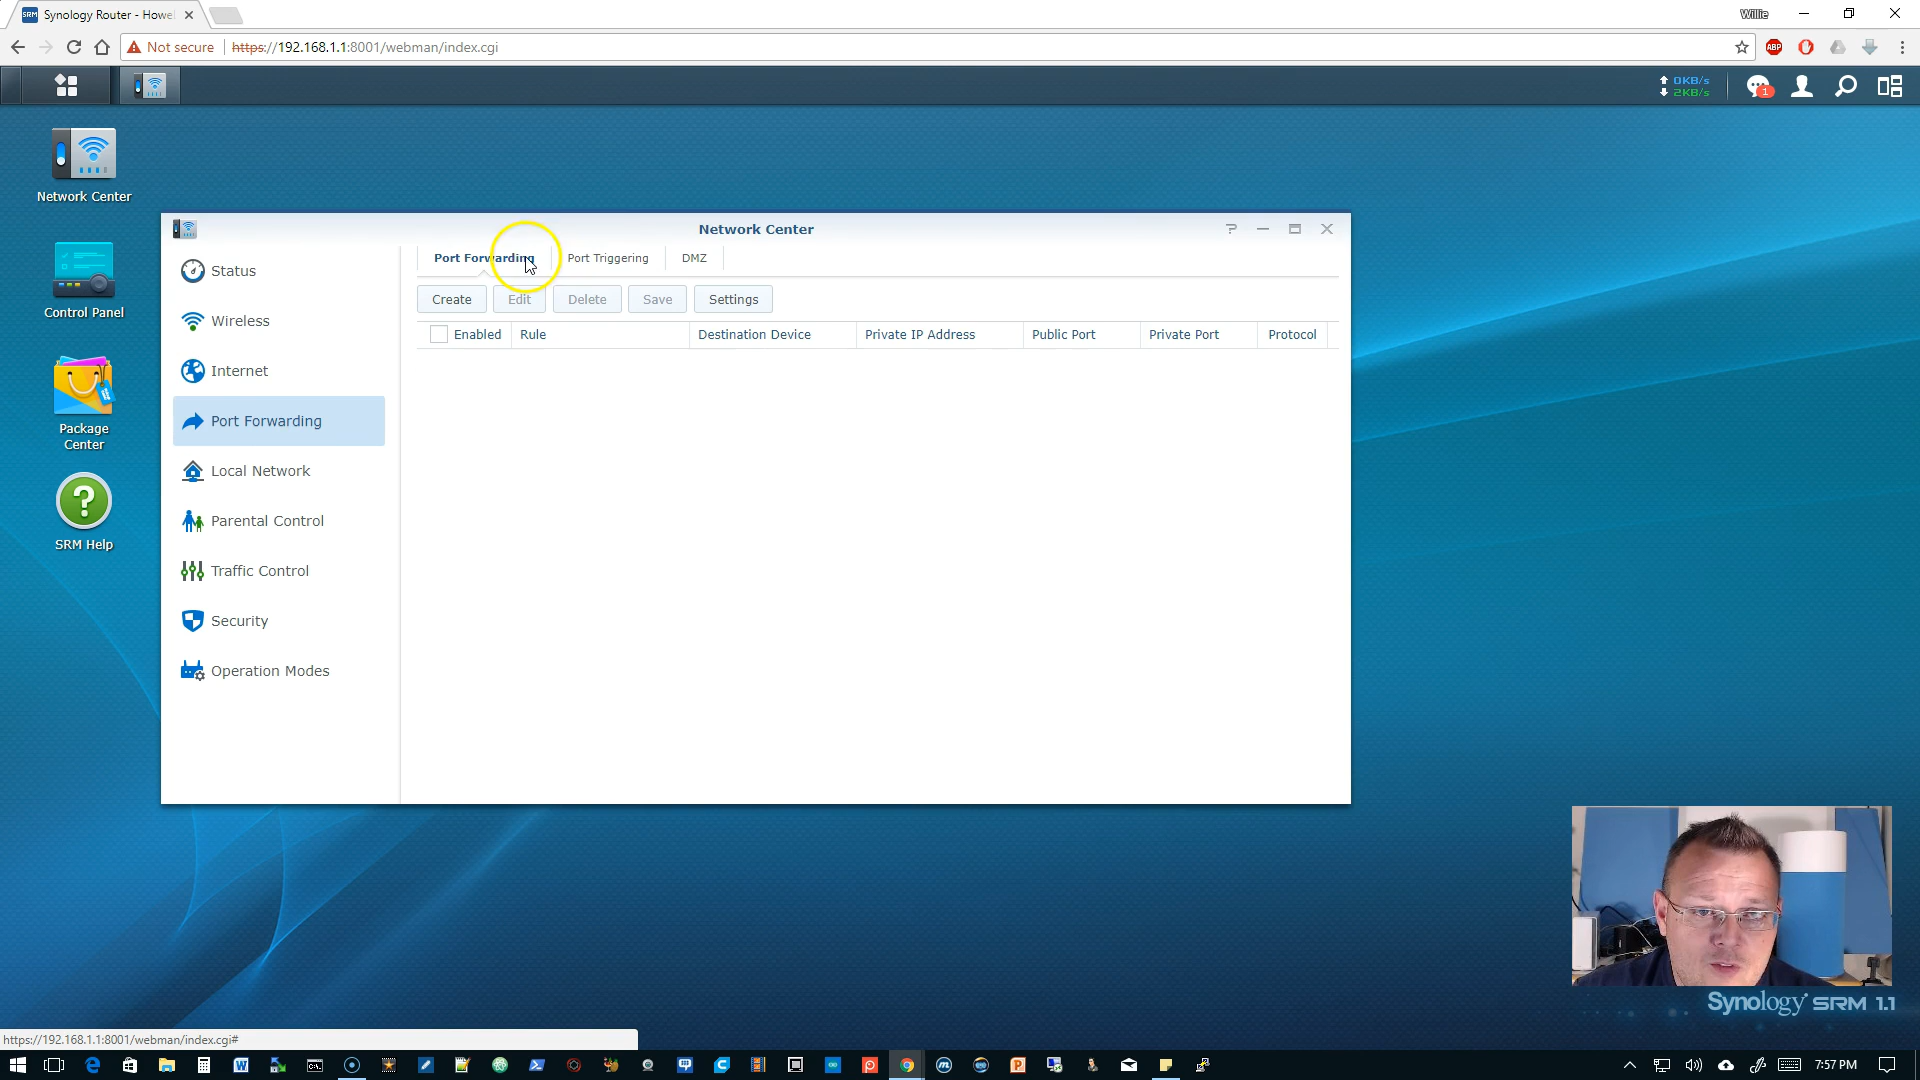 SRM Synology Router - Howe
Willie
Not secure https://192.168.1.1:8001/webman/index.cgi
ABP
0KB/s
2KB/s
1
Network Center
Control Panel
Package
Center
SRM Help
Network Center
Status
Wireless
Internet
Port Forwarding
Local Network
Parental Control
Traffic Control
Security
Operation Modes
Port Forwarding Port Triggering DMZ
Create Edit Delete Save Settings
Enabled Rule Destination Device Private IP Address Public Port Private Port Protocol
Synology SRM 1.1
https://192.168.1.1:8001/webman/index.cgi#
7:57 PM